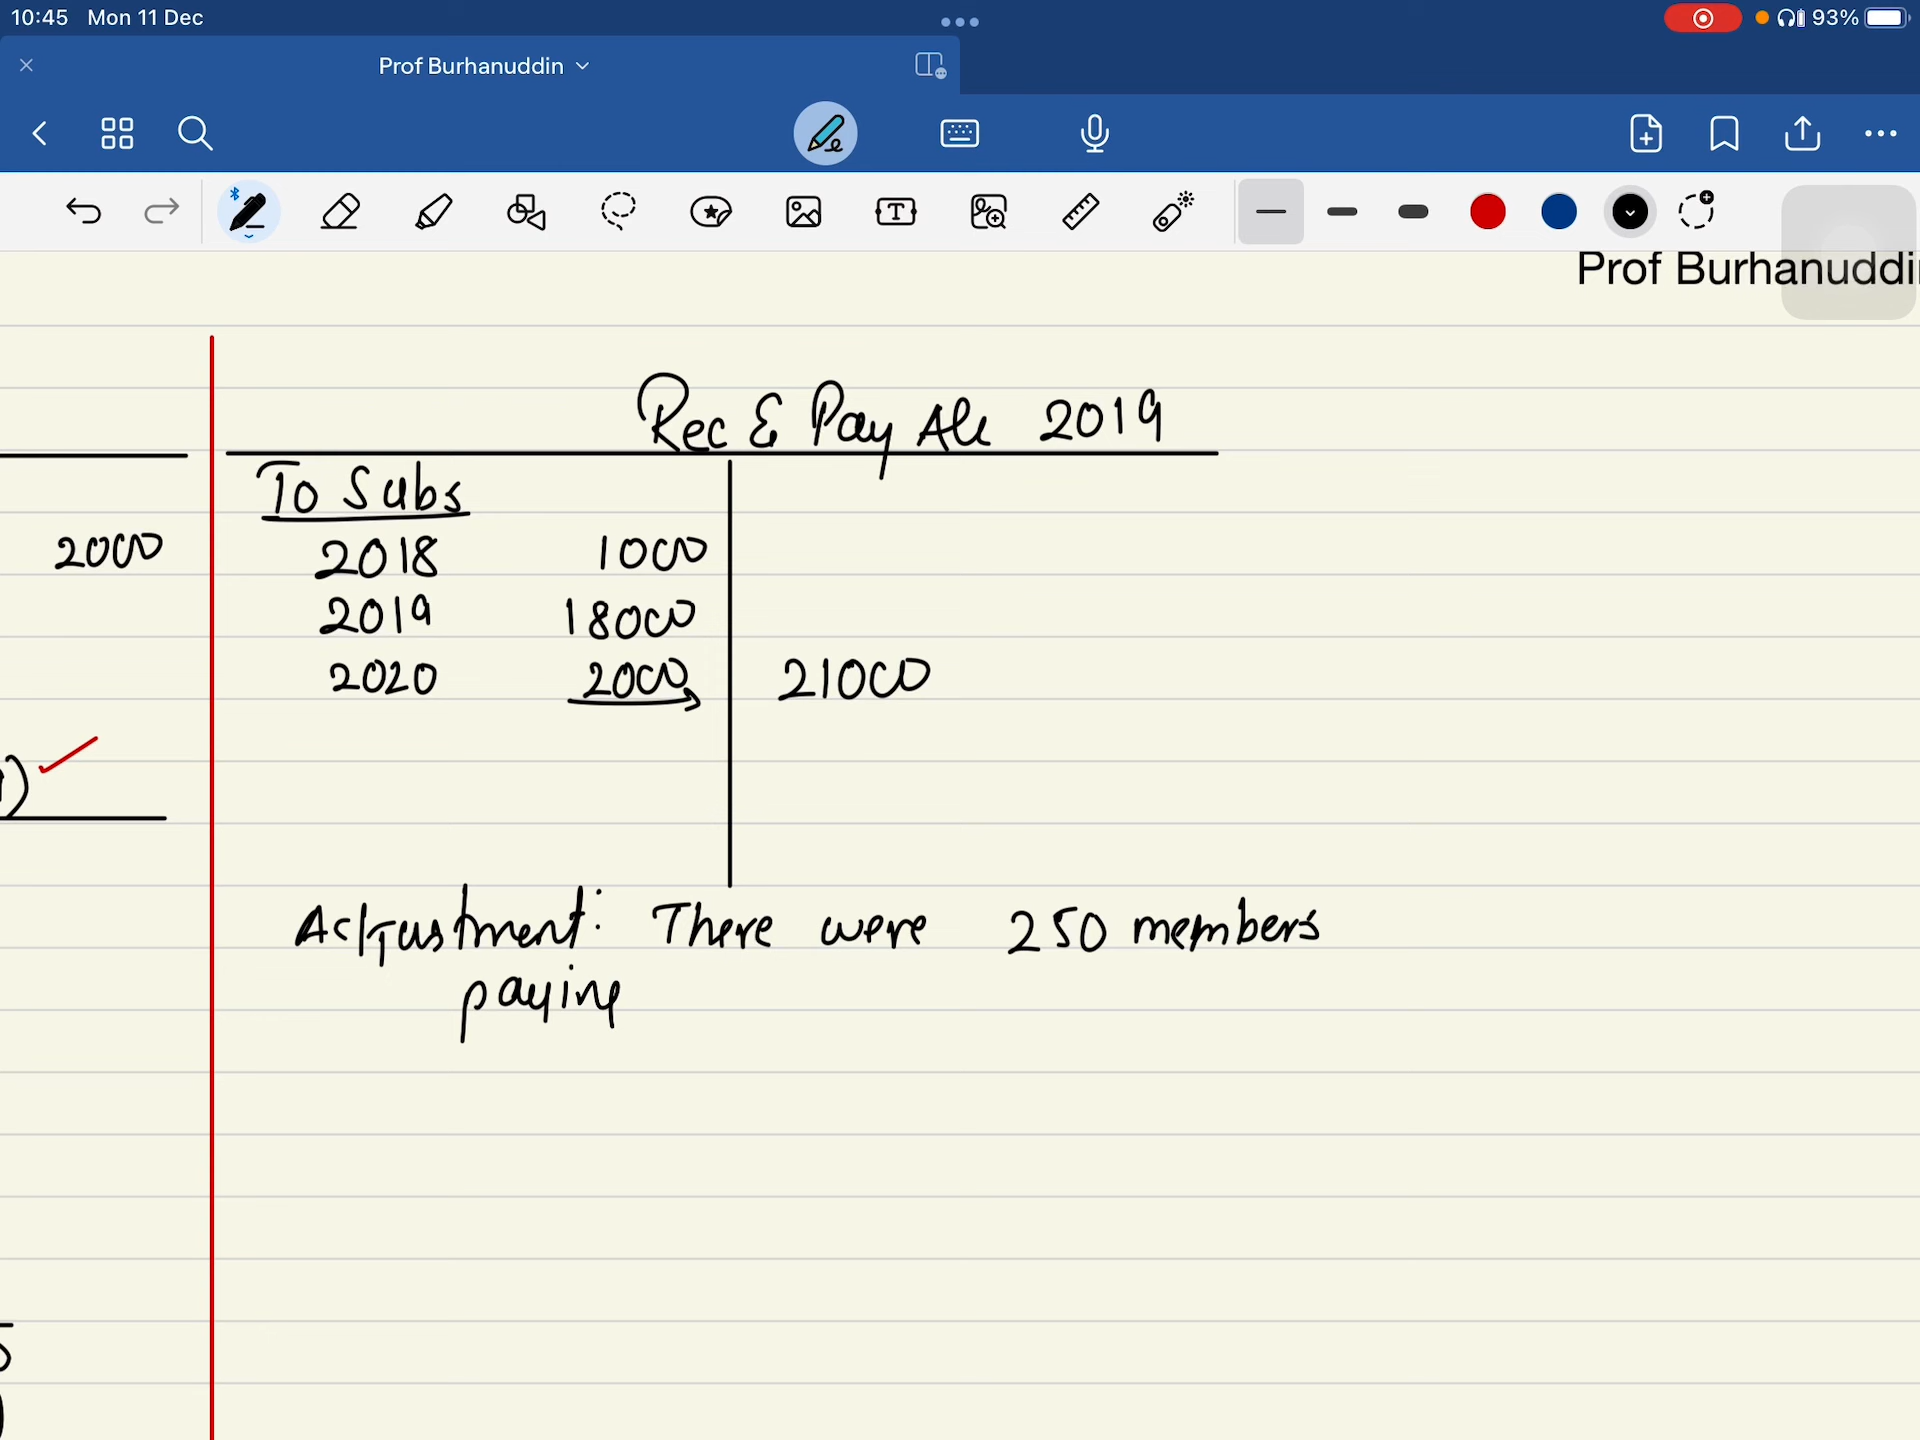 10:45 Mon 11 Dec
93%
Prof Burhanuddin
Prof Burhanuddi
Rec & Pay A/c 2019
To Subs
2000
2018 1000
2019 18000
2020 2000 21000
Adjustment: There were 250 members
paying